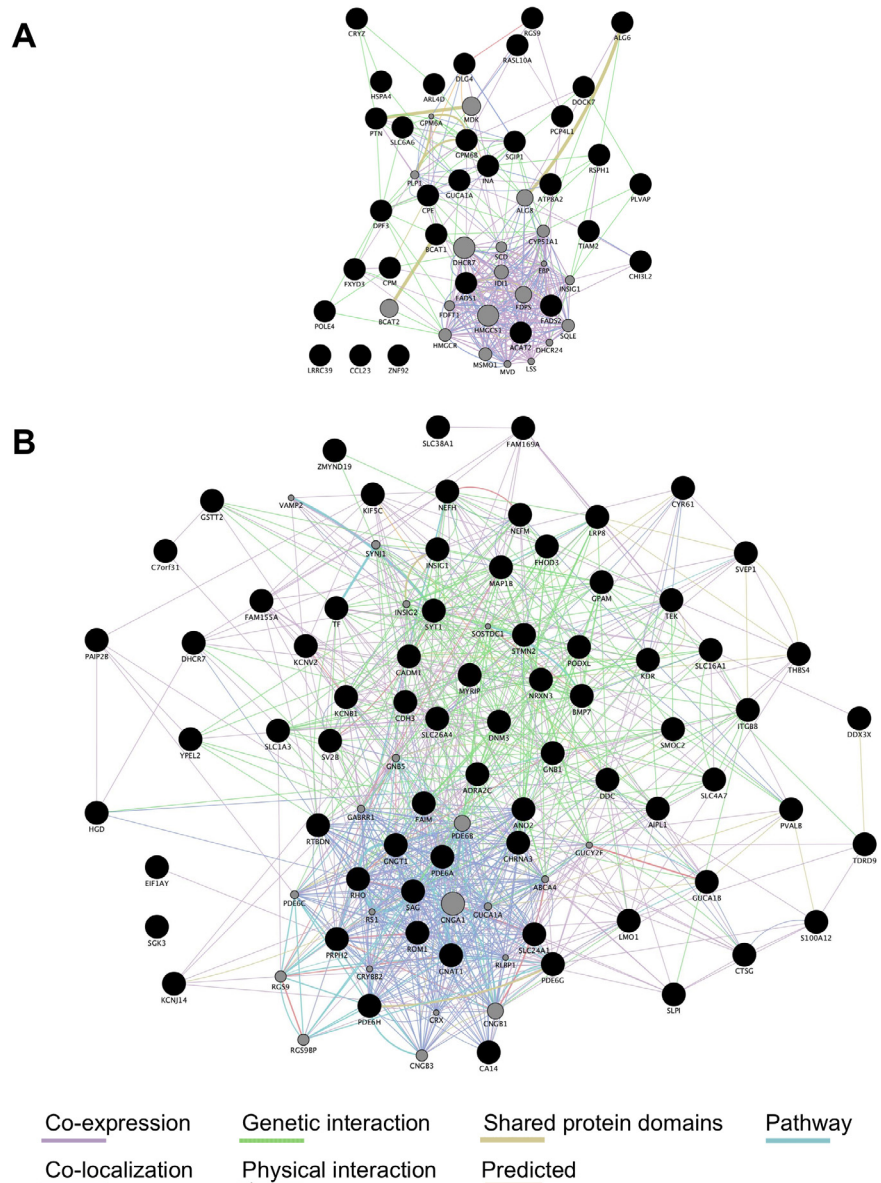 A
CRYZ
RGS9
ALG6
RASL10A
DLG4
HSPA4
ARL4D
DOCK7
MDK
PTN
GPM6A
PCP4L1
SLC6A6
GPM6B
SGIP1
RSPH1
INA
PLP1
GUCA1A
ATP8A2
PLVAP
CPE
ALG8
DPF3
BCAT1
CYP51A1
TIAM2
DHCR7
SCD
EBP
CHI3L2
FXYD3
CPM
IDI1
INSIG1
FADS1
FDPS
POLE4
BCAT2
FDFT1
HMGCS1
FADS2
SQLE
HMGCR
ACAT2
DHCR24
LRRC39
CCL23
ZNF92
MSMO1
MVD
LSS
B
SLC38A1
FAM169A
ZMYND19
VAMP2
KIF5C
NEFH
CYR61
GSTT2
NEFM
LRP8
SYNJ1
INSIG1
FHOD3
C7orf31
SVEP1
MAP1B
GPAM
FAM155A
TF
INSIG2
SYT1
TEK
SOSTDC1
PAIP2B
DHCR7
KCNV2
STMN2
PODXL
KDR
SLC16A1
THBS4
CADM1
MYRIP
NRXN3
BMP7
KCNB1
CDH3
SLC26A4
DNM3
ITGB8
DDX3X
YPEL2
SLC1A3
SV2B
SMOC2
GNB5
GNB1
ADRA2C
DDC
SLC4A7
HGD
GABRR1
FAIM
PDE6B
ANO2
AIPL1
PVALB
RTBDN
GNGT1
PDE6A
CHRNA3
GUCY2F
TDRD9
EIF1AY
RHO
SAG
ABCA4
GUCA1B
PDE6C
RS1
CNGA1
GUCA1A
LMO1
S100A12
SGK3
PRPH2
ROM1
SLC24A1
GNAT1
RLBP1
CTSG
KCNJ14
RGS9
CRYBB2
PDE6G
SLPI
PDE6H
CRX
CNGB1
RGS9BP
CNGB3
CA14
Co-expression Genetic interaction Shared protein domains Pathway
Co-localization Physical interaction Predicted